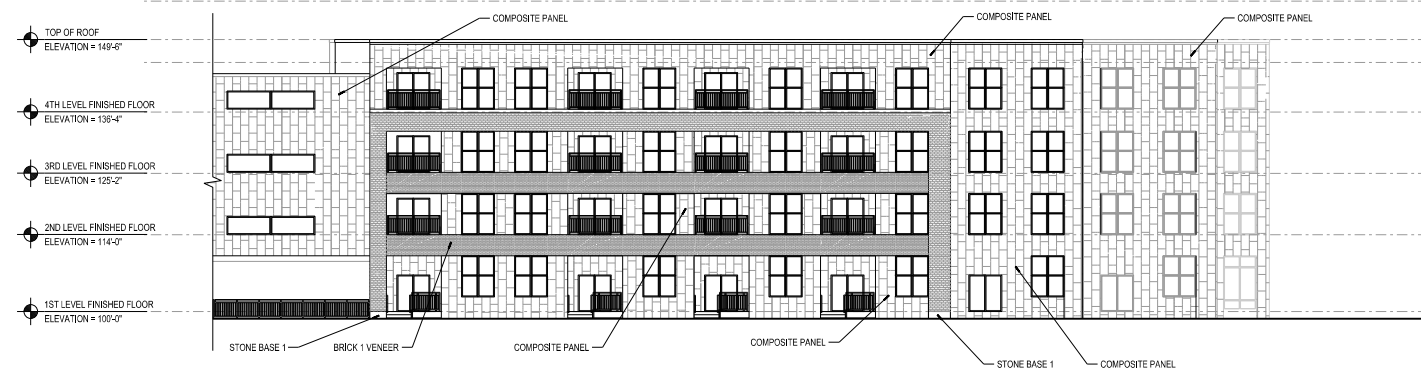 COMPOSITE PANEL
COMPOSITE PANEL
COMPOSITE PANEL
TOP OF ROOF
ELEVATION = 149'-6"
4TH LEVEL FINISHED FLOOR
ELEVATION = 136'-4"
3RD LEVEL FINISHED FLOOR
ELEVATION = 125'-2"
2ND LEVEL FINISHED FLOOR
ELEVATION = 114'-0"
1ST LEVEL FINISHED FLOOR
ELEVATION = 100'-0"
STONE BASE 1
BRICK 1 VENEER
COMPOSITE PANEL
COMPOSITE PANEL
STONE BASE 1
COMPOSITE PANEL